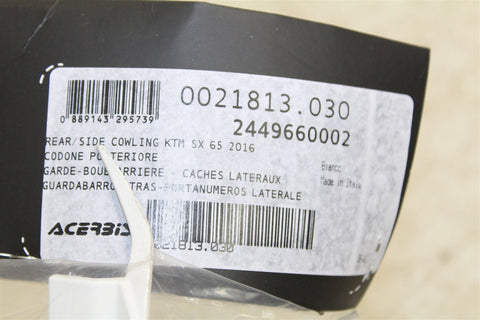 0021813.030
0 889143 295739
2449660002
REAR/SIDE COWLING KTM SX 65 2016
CODONE POSTERIORE
Bianco
GARDE-BOUE ARRIERE - CACHES LATERAUX
Made in Italy
GUARDABARROS TRAS-PORTANUMEROS LATERALE
ACERBIS
0021813.030